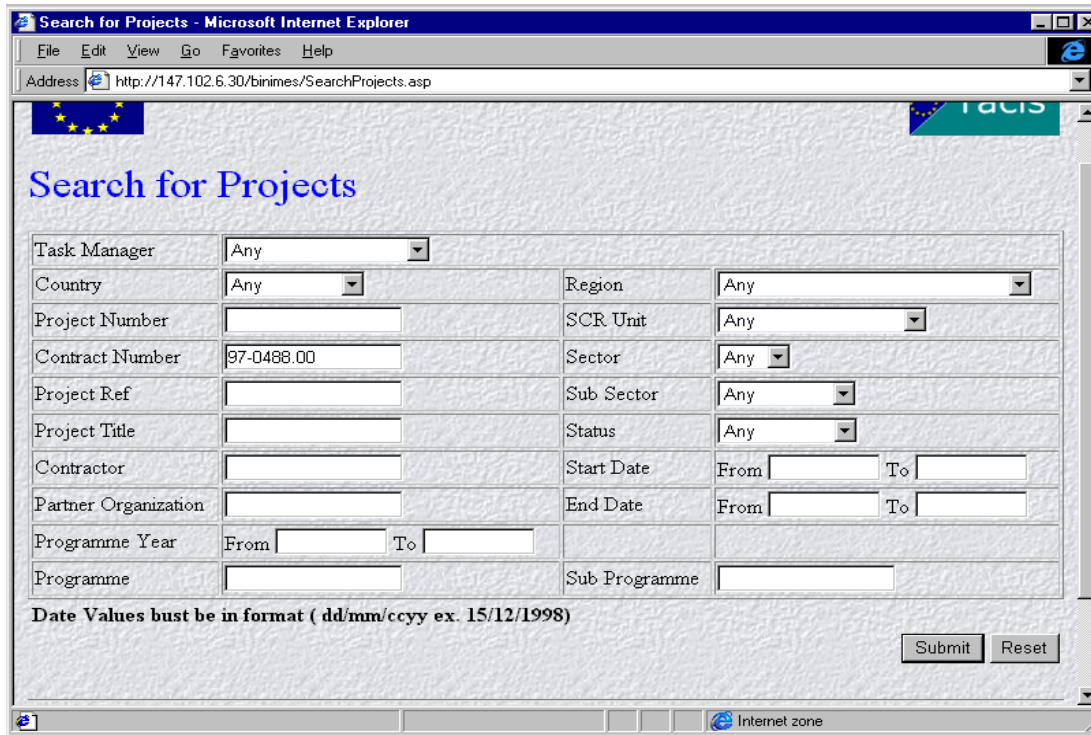 Search for Projects - Microsoft Internet Explorer
File Edit View Go Favorites Help
Address http://147.102.6.30/binimes/SearchProjects.asp
Tacis
Search for Projects
Task Manager Any
Country Any Region Any
Project Number SCR Unit Any
Contract Number 97-0488.00 Sector Any
Project Ref Sub Sector Any
Project Title Status Any
Contractor Start Date From To
Partner Organization End Date From To
Programme Year From To
Programme Sub Programme
Date Values bust be in format ( dd/mm/ccyy ex. 15/12/1998)
Submit Reset
Internet zone